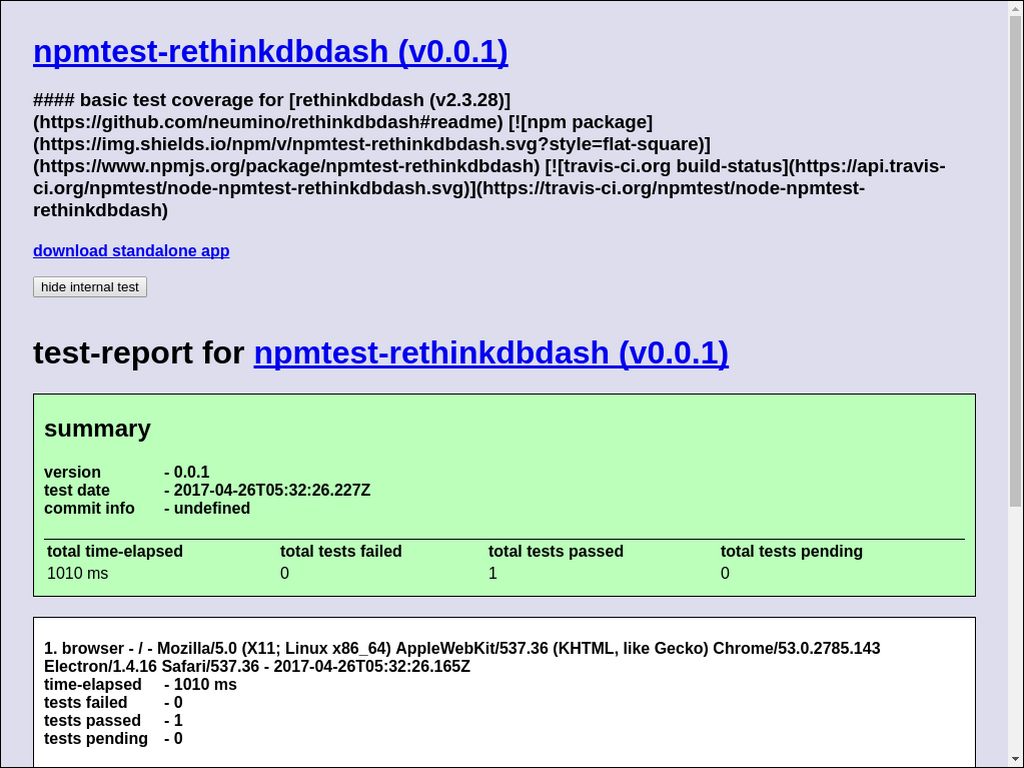 npmtest-rethinkdbdash (v0.0.1)
#### basic test coverage for [rethinkdbdash (v2.3.28)]
(https://github.com/neumino/rethinkdbdash#readme) [![npm package]
(https://img.shields.io/npm/v/npmtest-rethinkdbdash.svg?style=flat-square)]
(https://www.npmjs.org/package/npmtest-rethinkdbdash) [![travis-ci.org build-status](https://api.travis-
ci.org/npmtest/node-npmtest-rethinkdbdash.svg)](https://travis-ci.org/npmtest/node-npmtest-
rethinkdbdash)
download standalone app
hide internal test
test-report for npmtest-rethinkdbdash (v0.0.1)
summary
version - 0.0.1
test date - 2017-04-26T05:32:26.227Z
commit info - undefined
total time-elapsed total tests failed total tests passed total tests pending
1010 ms 0 1 0
1. browser - / - Mozilla/5.0 (X11; Linux x86_64) AppleWebKit/537.36 (KHTML, like Gecko) Chrome/53.0.2785.143
Electron/1.4.16 Safari/537.36 - 2017-04-26T05:32:26.165Z
time-elapsed - 1010 ms
tests failed - 0
tests passed - 1
tests pending - 0